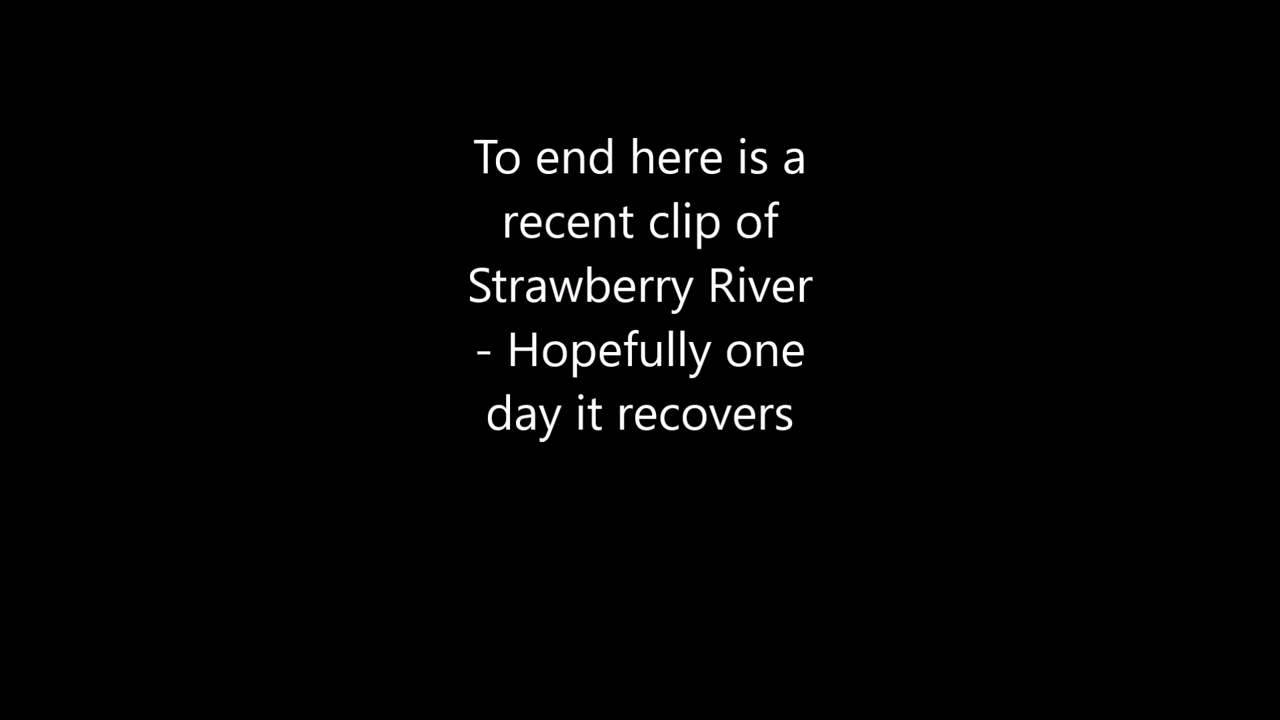 To end here is a
recent clip of
Strawberry River
- Hopefully one
day it recovers